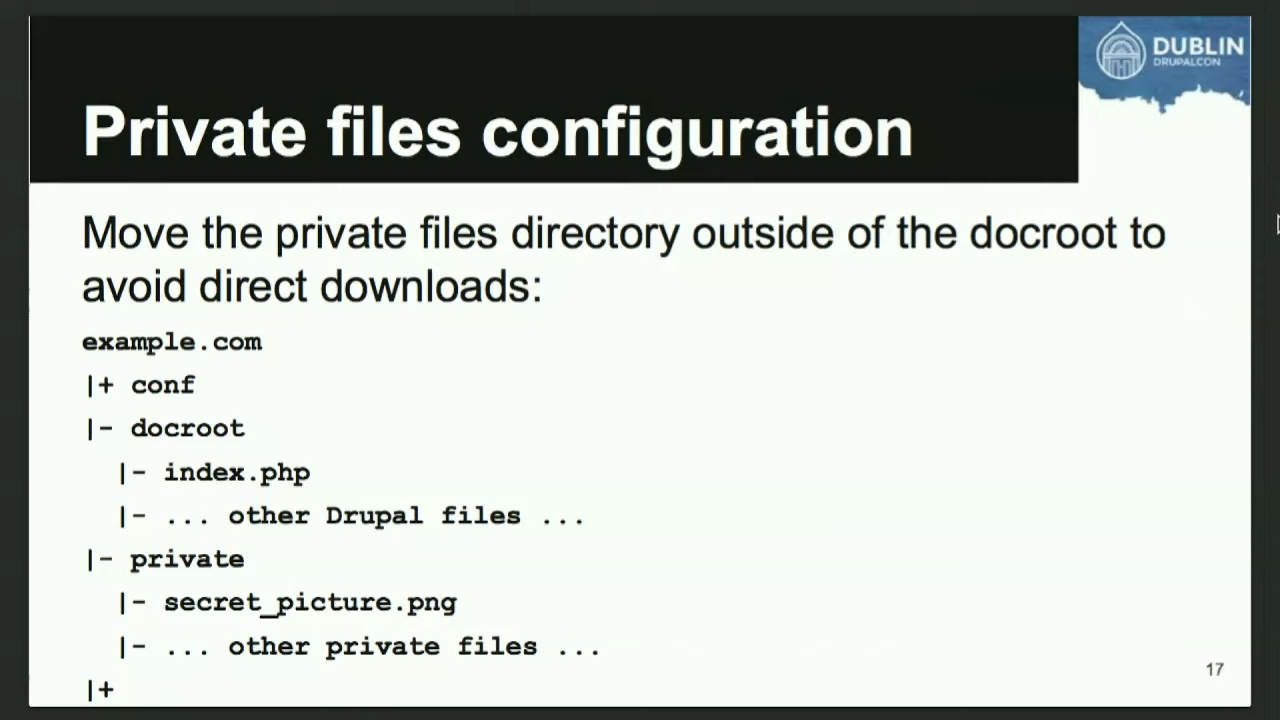 DUBLIN
DRUPALCON
Private files configuration
Move the private files directory outside of the docroot to
avoid direct downloads:
example.com
|+ conf
|- docroot
|- index.php
|- ... other Drupal files ...
|- private
|- secret_picture.png
|- ... other private files ...
|+
17